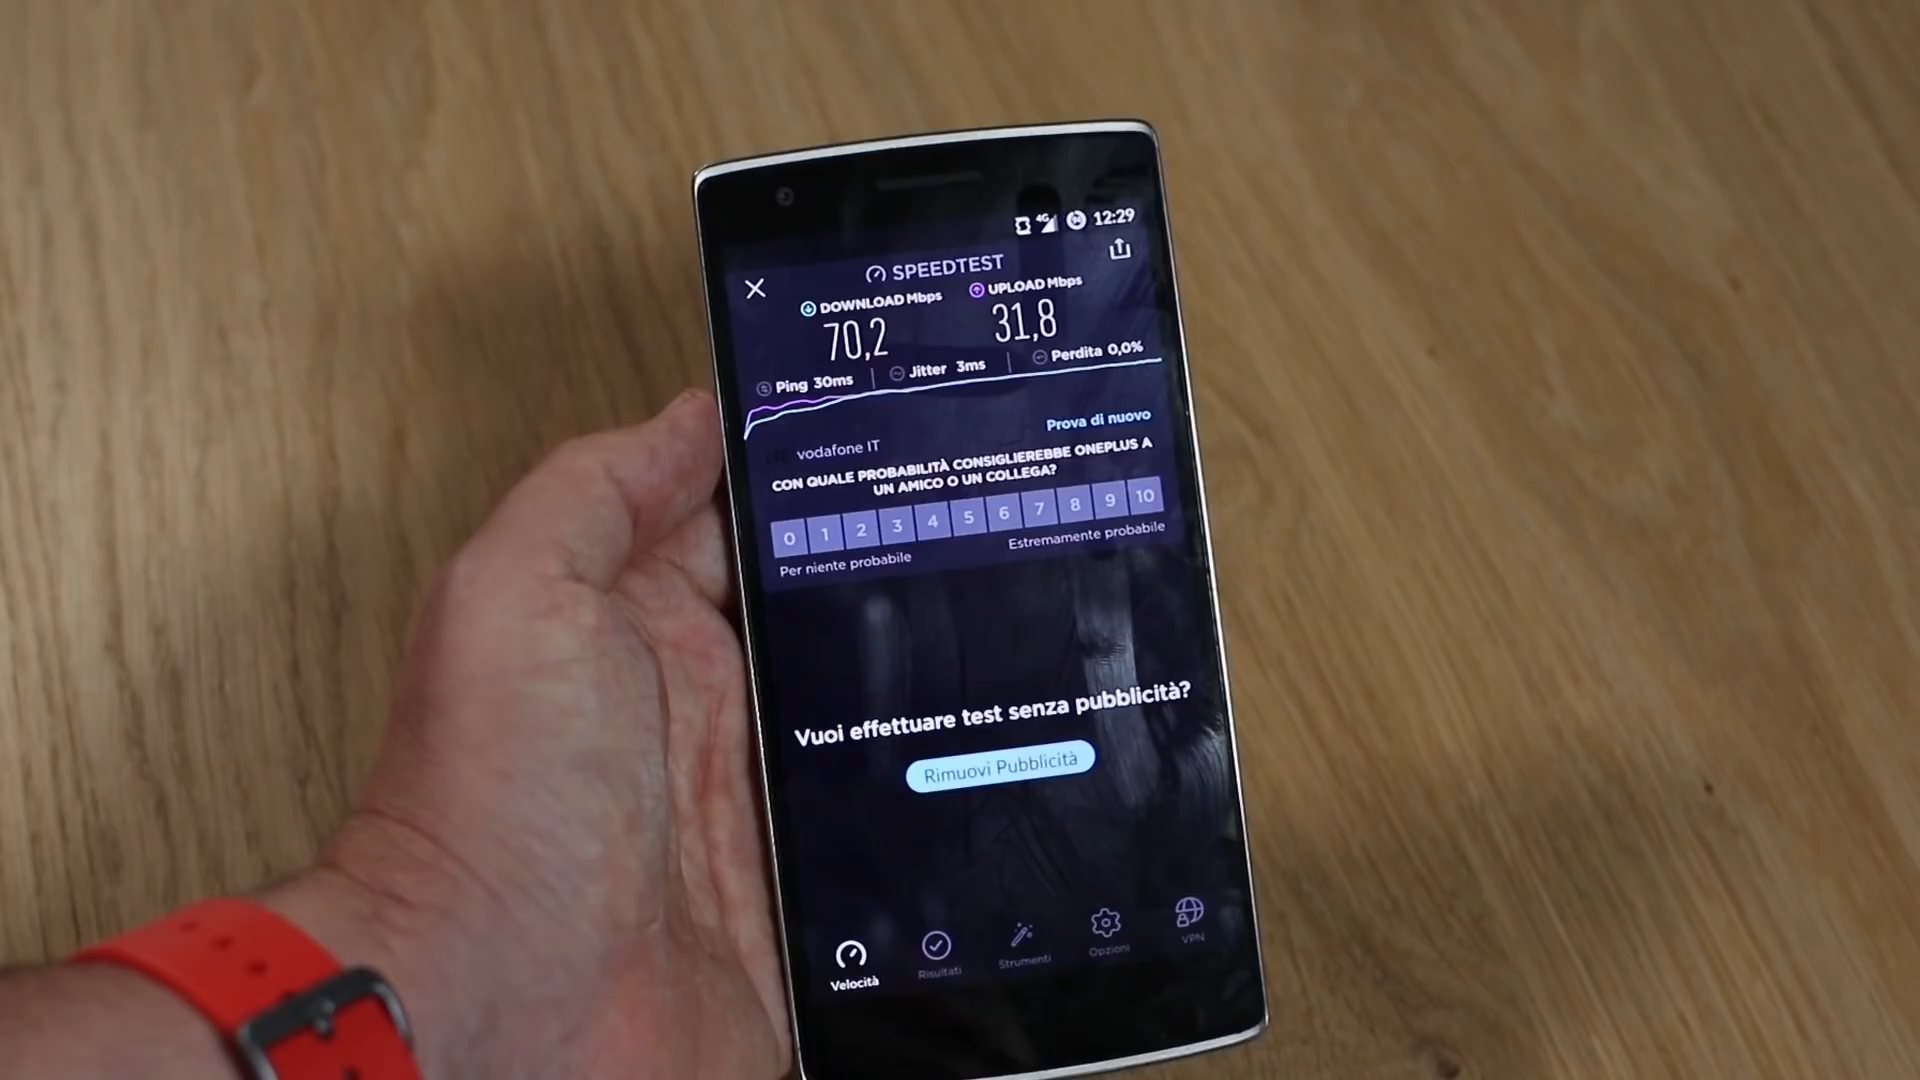 4G 12:29
SPEEDTEST
DOWNLOAD Mbps UPLOAD Mbps
70,2 31,8
Ping 30ms Jitter 3ms Perdita 0,0%
Prova di nuovo
vodafone IT
CON QUALE PROBABILITÀ CONSIGLIEREBBE ONEPLUS A
UN AMICO O UN COLLEGA?
0 1 2 3 4 5 6 7 8 9 10
Per niente probabile Estremamente probabile
Vuoi effettuare test senza pubblicità?
Rimuovi Pubblicità
Velocità Risultati Strumenti Opzioni VPN